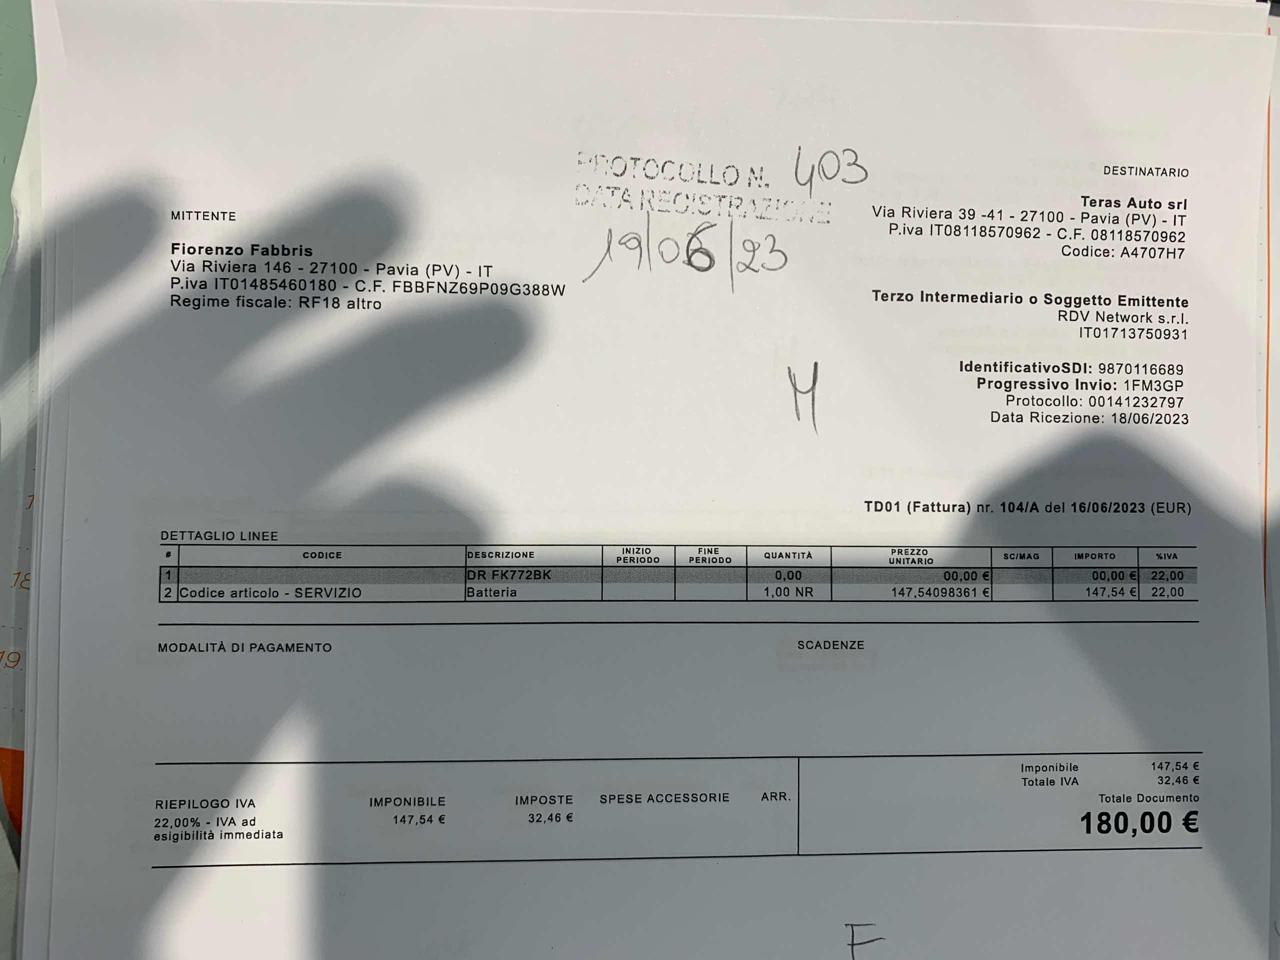 PROTOCOLLO N. 403
DATA REGISTRAZIONE
19/06/23
MITTENTE
Fiorenzo Fabbris
Via Riviera 146 - 27100 - Pavia (PV) - IT
P.iva IT01485460180 - C.F. FBBFNZ69P09G388W
Regime fiscale: RF18 altro
DESTINATARIO
Teras Auto srl
Via Riviera 39 -41 - 27100 - Pavia (PV) - IT
P.iva IT08118570962 - C.F. 08118570962
Codice: A4707H7
Terzo Intermediario o Soggetto Emittente
RDV Network s.r.l.
IT01713750931
IdentificativoSDI: 9870116689
Progressivo Invio: 1FM3GP
Protocollo: 00141232797
Data Ricezione: 18/06/2023
M
TD01 (Fattura) nr. 104/A del 16/06/2023 (EUR)
DETTAGLIO LINEE
# CODICE DESCRIZIONE INIZIO PERIODO FINE PERIODO QUANTITÀ PREZZO UNITARIO SC/MAG IMPORTO %IVA
1 DR FK772BK 0,00 00,00 € 00,00 € 22,00
2 Codice articolo - SERVIZIO Batteria 1,00 NR 147,54098361 € 147,54 € 22,00
MODALITÀ DI PAGAMENTO SCADENZE
RIEPILOGO IVA IMPONIBILE IMPOSTE SPESE ACCESSORIE ARR.
22,00% - IVA ad esigibilità immediata 147,54 € 32,46 €
Imponibile 147,54 €
Totale IVA 32,46 €
Totale Documento
180,00 €
F
18
19